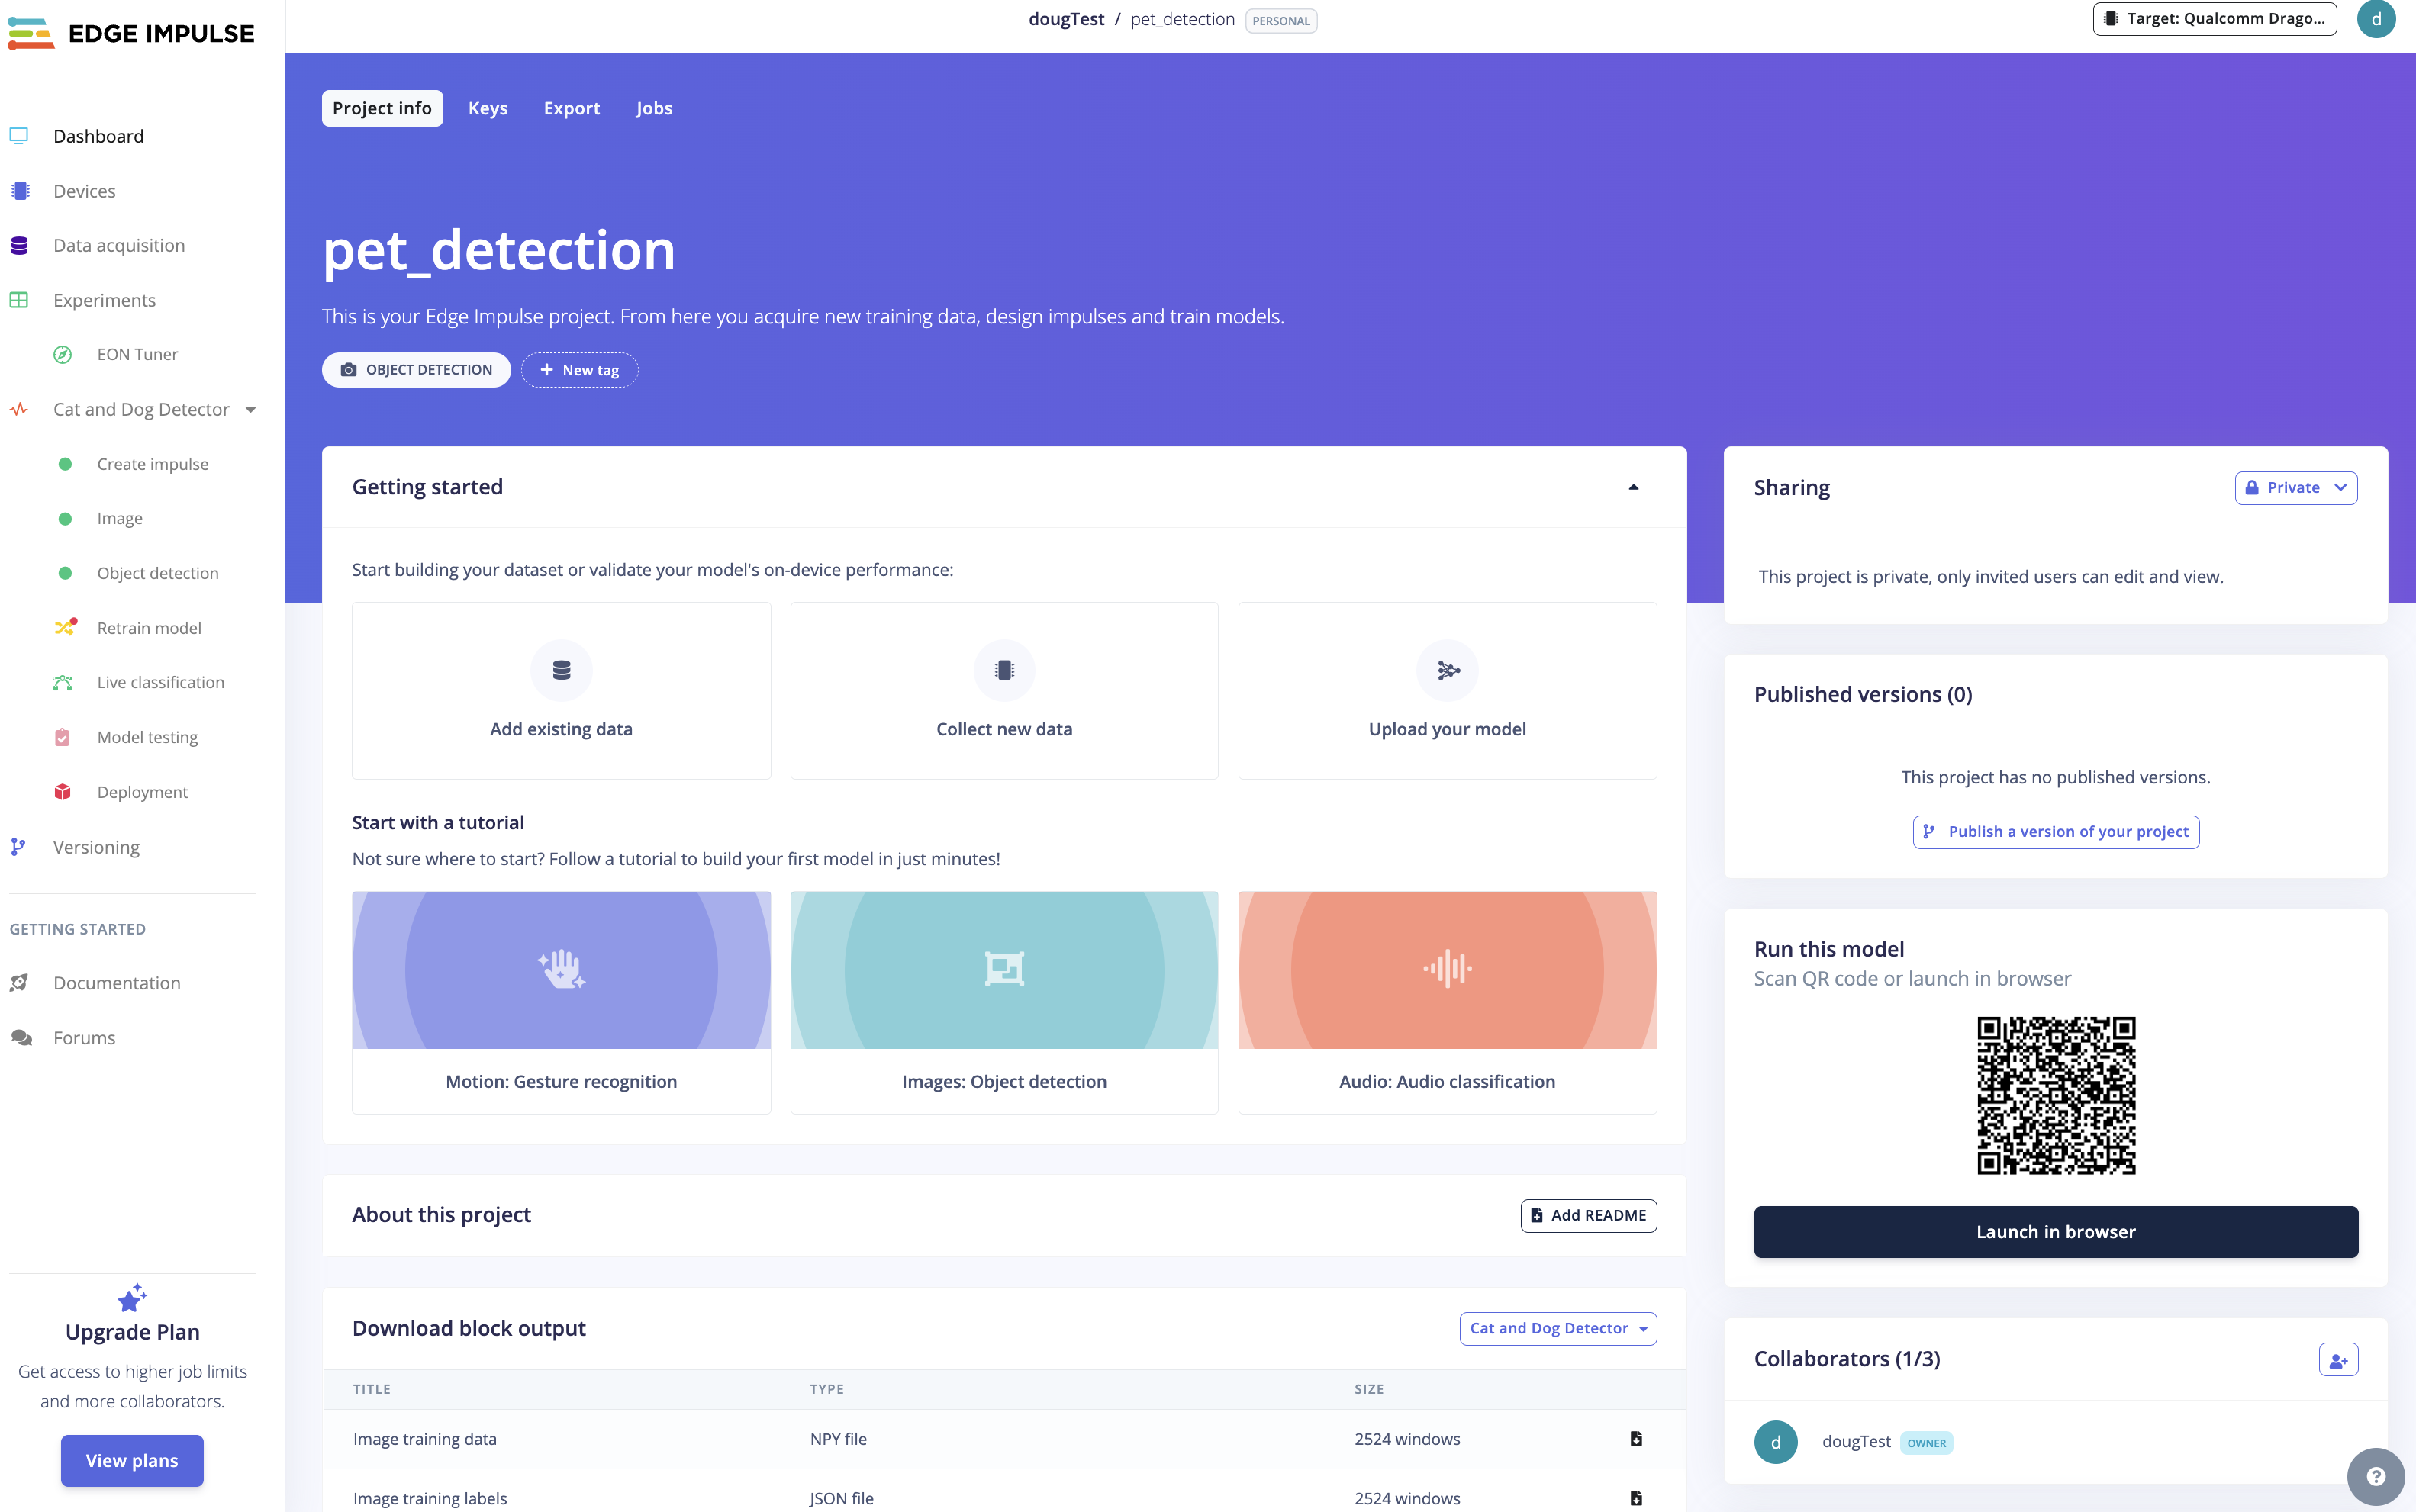 EDGE IMPULSE
dougTest / pet_detection PERSONAL
Target: Qualcomm Drago...
d
Dashboard
Devices
Data acquisition
Experiments
EON Tuner
Cat and Dog Detector
Create impulse
Image
Object detection
Retrain model
Live classification
Model testing
Deployment
Versioning
GETTING STARTED
Documentation
Forums
Upgrade Plan
Get access to higher job limits
and more collaborators.
View plans
Project info Keys Export Jobs
pet_detection
This is your Edge Impulse project. From here you acquire new training data, design impulses and train models.
OBJECT DETECTION
+ New tag
Getting started
Start building your dataset or validate your model's on-device performance:
Add existing data
Collect new data
Upload your model
Start with a tutorial
Not sure where to start? Follow a tutorial to build your first model in just minutes!
Motion: Gesture recognition
Images: Object detection
Audio: Audio classification
About this project
Add README
Download block output
Cat and Dog Detector
TITLE TYPE SIZE
Image training data NPY file 2524 windows
Image training labels JSON file 2524 windows
Sharing
Private
This project is private, only invited users can edit and view.
Published versions (0)
This project has no published versions.
Publish a version of your project
Run this model
Scan QR code or launch in browser
Launch in browser
Collaborators (1/3)
d
dougTest OWNER
?